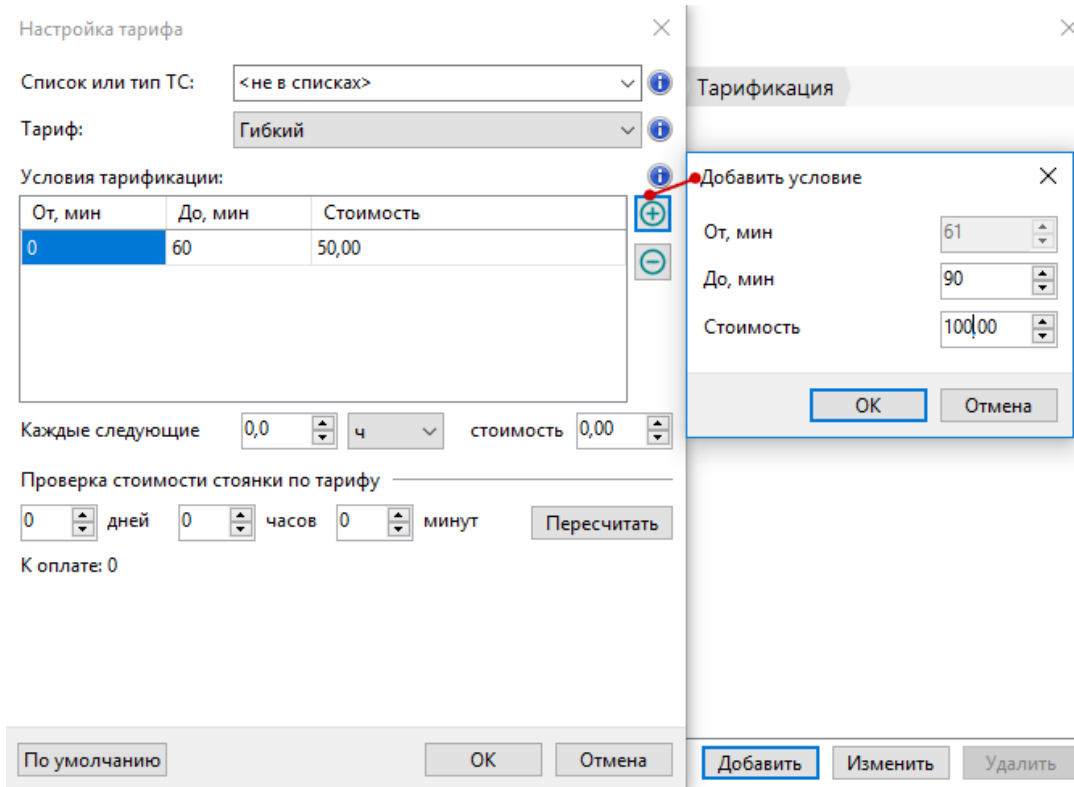 Настройка тарифа
Список или тип ТС: <не в списках>
Тариф: Гибкий
Условия тарификации:
От, мин До, мин Стоимость
0 60 50,00
Каждые следующие 0,0 ч стоимость 0,00
Проверка стоимости стоянки по тарифу
0 дней 0 часов 0 минут Пересчитать
К оплате: 0
По умолчанию ОК Отмена
Тарификация
Добавить условие
От, мин 61
До, мин 90
Стоимость 100,00
ОК Отмена
Добавить Изменить Удалить